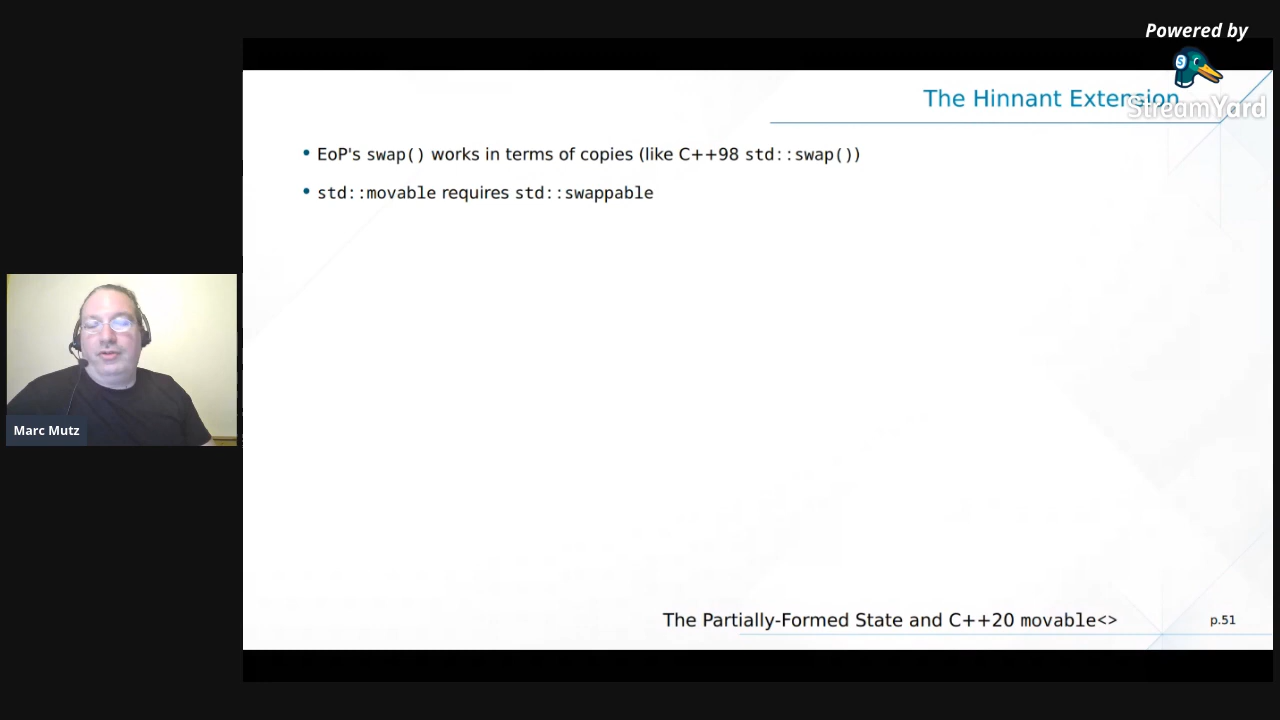 Powered by
StreamYard
The Hinnant Extension
• EoP's swap() works in terms of copies (like C++98 std::swap())
• std::movable requires std::swappable
Marc Mutz
The Partially-Formed State and C++20 movable<>
p.51